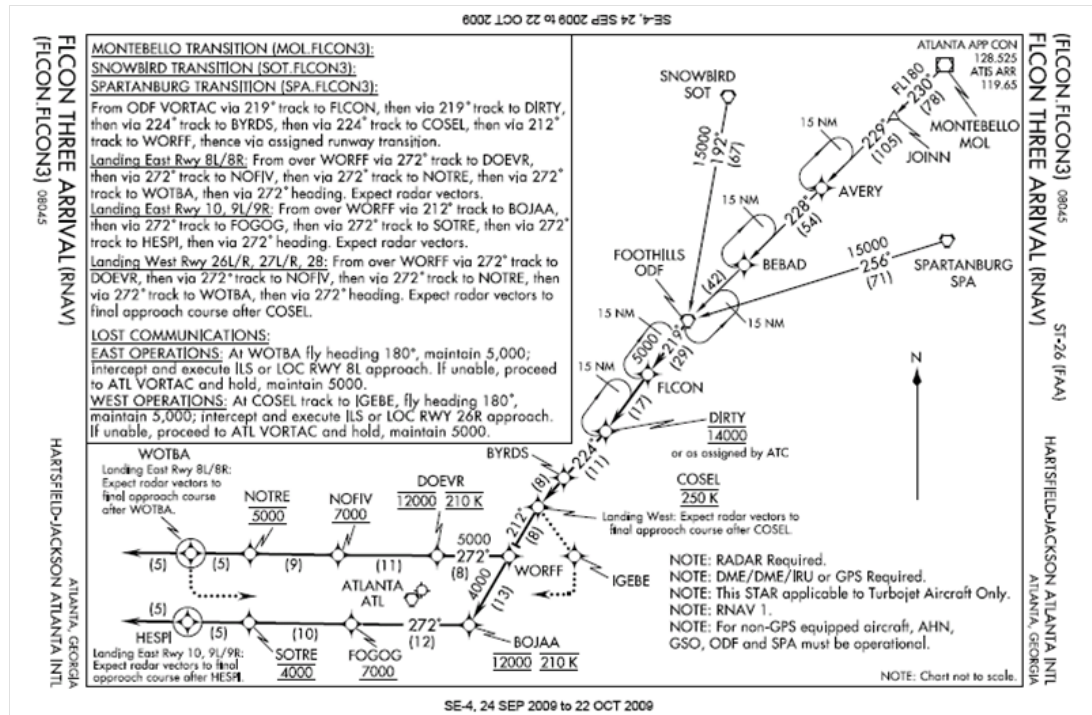 SE-4, 24 SEP 2009 to 22 OCT 2009
(FLCON.FLCON3) 08045
FLCON THREE ARRIVAL (RNAV)
HARTSFIELD-JACKSON ATLANTA INTL
ATLANTA, GEORGIA
(FLCON.FLCON3) 08045
FLCON THREE ARRIVAL (RNAV)
ST-26 (FAA)
HARTSFIELD-JACKSON ATLANTA INTL
ATLANTA, GEORGIA
MONTEBELLO TRANSITION (MOL.FLCON3):
SNOWBIRD TRANSITION (SOT.FLCON3):
SPARTANBURG TRANSITION (SPA.FLCON3):
From ODF VORTAC via 219° track to FLCON, then via 219° track to DIRTY,
then via 224° track to BYRDS, then via 224° track to COSEL, then via 212°
track to WORFF, thence via assigned runway transition.
Landing East Rwy 8L/8R: From over WORFF via 272° track to DOEVR,
then via 272° track to NOFIV, then via 272° track to NOTRE, then via 272°
track to WOTBA, then via 272° heading. Expect radar vectors.
Landing East Rwy 10, 9L/9R: From over WORFF via 212° track to BOJAA,
then via 272° track to FOGOG, then via 272° track to SOTRE, then via 272°
track to HESPI, then via 272° heading. Expect radar vectors.
Landing West Rwy 26L/R, 27L/R, 28: From over WORFF via 272° track to
DOEVR, then via 272° track to NOFIV, then via 272° track to NOTRE, then
via 272° track to WOTBA, then via 272° heading. Expect radar vectors to
final approach course after COSEL.
LOST COMMUNICATIONS:
EAST OPERATIONS: At WOTBA fly heading 180°, maintain 5,000;
intercept and execute ILS or LOC RWY 8L approach. If unable, proceed
to ATL VORTAC and hold, maintain 5000.
WEST OPERATIONS: At COSEL track to IGEBE, fly heading 180°,
maintain 5,000; intercept and execute ILS or LOC RWY 26R approach.
If unable, proceed to ATL VORTAC and hold, maintain 5000.
ATLANTA APP CON
128.525
ATIS ARR
119.65
SNOWBIRD
SOT
FL180
230°
(78)
MONTEBELLO
MOL
15 NM
229°
(105)
JOINN
15000
192°
(67)
AVERY
15 NM
228°
(54)
15000
256°
(71)
SPARTANBURG
SPA
FOOTHILLS
ODF
BEBAD
(42)
15 NM
15 NM
5000
219°
(29)
15 NM
FLCON
(17)
N
DIRTY
14000
or as assigned by ATC
BYRDS
224°
(11)
(8)
COSEL
250 K
Landing West: Expect radar vectors to
final approach course after COSEL.
WOTBA
Landing East Rwy 8L/8R:
Expect radar vectors to
final approach course
after WOTBA.
NOTRE
5000
NOFIV
7000
DOEVR
12000 210 K
212°
(8)
5000
272°
(8)
(5)
(5)
(9)
(11)
WORFF
IGEBE
ATLANTA
ATL
4000
(13)
(5)
HESPI
(5)
(10)
272°
(12)
Landing East Rwy 10, 9L/9R:
Expect radar vectors to final
approach course after HESPI.
SOTRE
4000
FOGOG
7000
BOJAA
12000 210 K
NOTE: RADAR Required.
NOTE: DME/DME/IRU or GPS Required.
NOTE: This STAR applicable to Turbojet Aircraft Only.
NOTE: RNAV 1.
NOTE: For non-GPS equipped aircraft, AHN,
GSO, ODF and SPA must be operational.
NOTE: Chart not to scale.
SE-4, 24 SEP 2009 to 22 OCT 2009